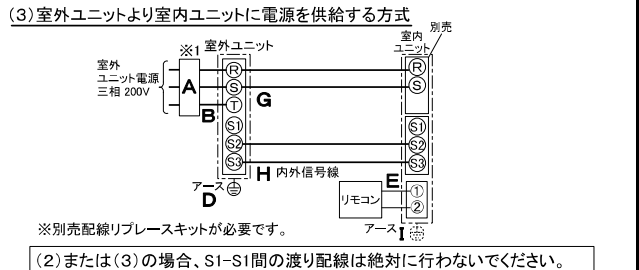 (3)室外ユニットより室内ユニットに電源を供給する方式
※1
室外ユニット
室内
ユニット
別売
室外
ユニット電源
三相 200V
A
B
R
S
T
S1
S2
S3
G
H 内外信号線
アース
D
R
S
S1
S2
S3
E
リモコン
1
2
アース I
※別売配線リプレースキットが必要です。
(2)または(3)の場合、S1-S1間の渡り配線は絶対に行わないでください。